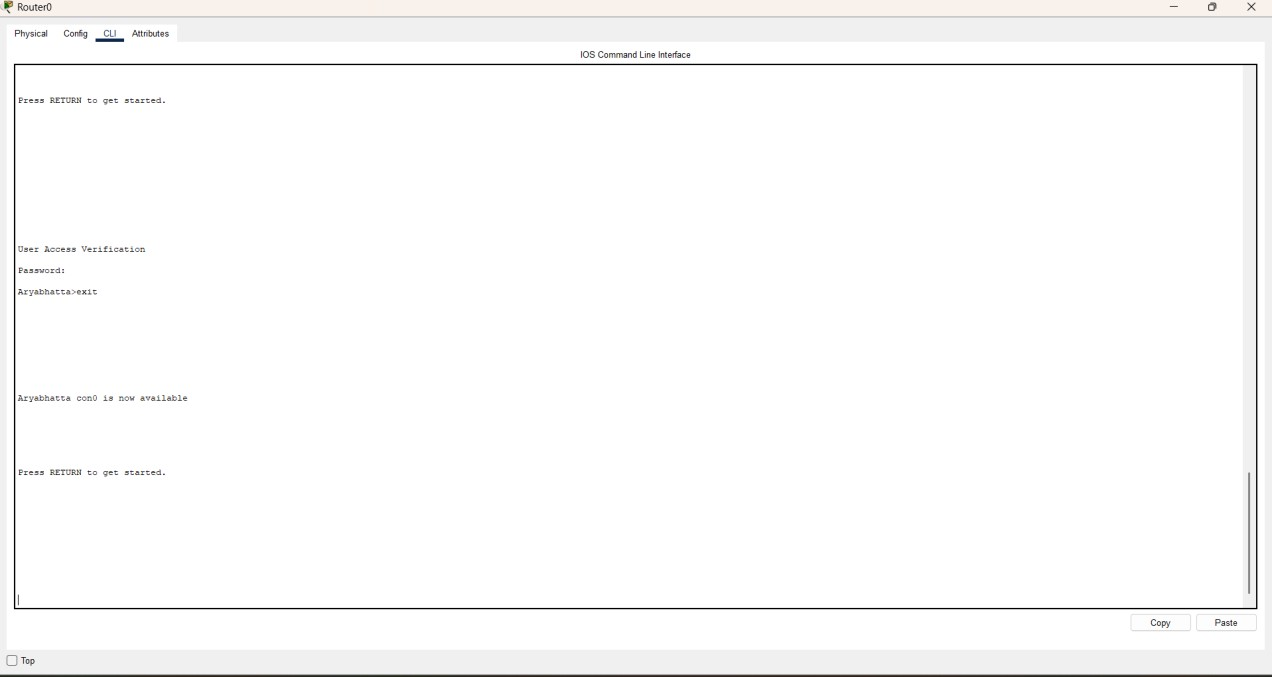 Router0
Physical Config CLI Attributes
IOS Command Line Interface
Press RETURN to get started.
User Access Verification
Password:
Aryabhatta>exit
Aryabhatta con0 is now available
Press RETURN to get started.
Copy Paste
Top